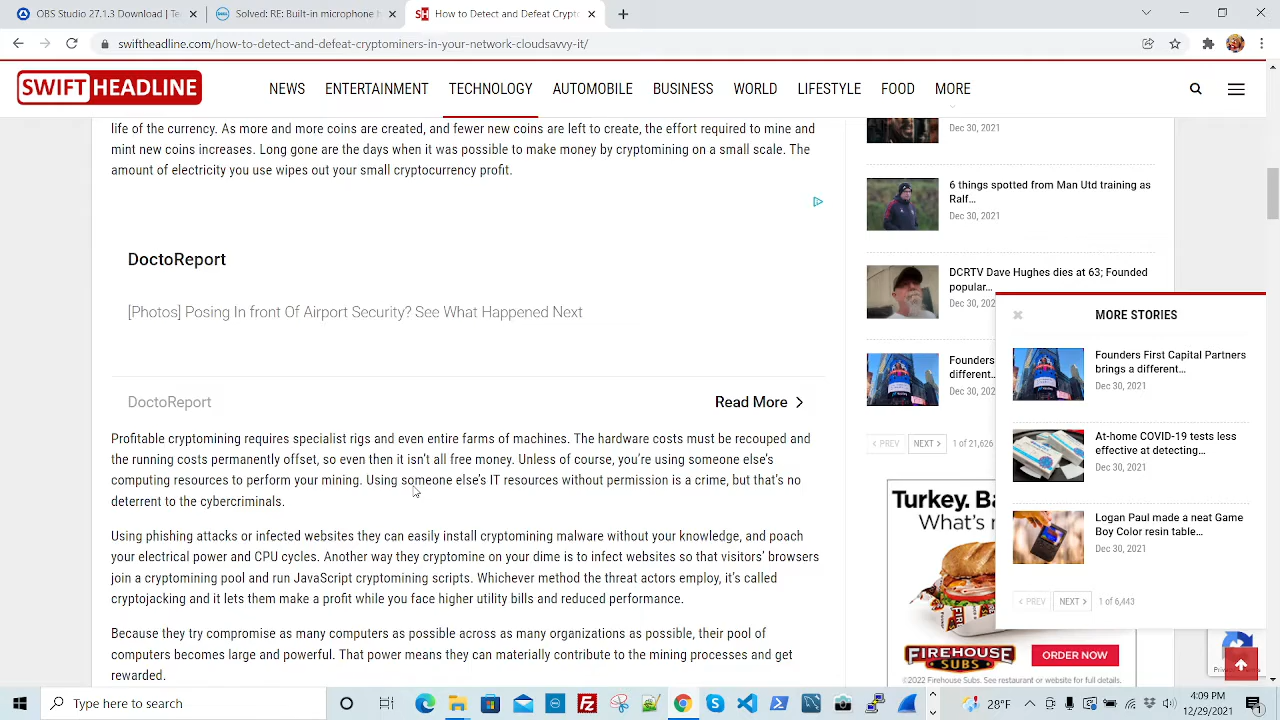 OBS Studio: 7 Best S
Solved RE: Built-in microphone
How to Detect and Defeat Crypto
swiftheadline.com/how-to-detect-and-defeat-cryptominers-in-your-network-cloudsavvy-it/
SWIFT HEADLINE
NEWS
ENTERTAINMENT
TECHNOLOGY
AUTOMOBILE
BUSINESS
WORLD
LIFESTYLE
FOOD
MORE
life of the currency. As more and more coins are created, and fewer new coins are left to create, the effort required to mine and
mint new coins increases. Long gone are the days when it was possible to make money by cryptomining on a small scale. The
amount of electricity you use wipes out your small cryptocurrency profit.
DoctoReport
[Photos] Posing In front Of Airport Security? See What Happened Next
DoctoReport
Read More
Profitable cryptomining requires specialist rigs and even entire farms of machines. The hardware costs must be recouped and
the running costs permanently offset, so even then it isn't all free money. Unless of course, you're using someone else's
computing resources to perform your mining. Using someone else's IT resources without permission is a crime, but that's no
deterrent to the cybercriminals.
Using phishing attacks or infected websites they can easily install cryptomining malware without your knowledge, and poach
your electrical power and CPU cycles. Another way they cryptomine on your dime is to infect websites so that visitors' browsers
join a cryptomining pool and run JavaScript cryptomining scripts. Whichever method the threat actors employ, it's called
cryptojacking and it lets them make a profit while you face higher utility bills and reduced performance.
Because they try compromise as many computers as possible across as many organizations as possible, their pool of
computers becomes large and powerful. That power means they can materially contribute to the mining processes and get
rewarded.
Dec 30, 2021
6 things spotted from Man Utd training as
Ralf…
Dec 30, 2021
DCRTV Dave Hughes dies at 63; Founded
popular…
Dec 30, 202
Founders
different…
Dec 30, 202
PREV
NEXT
1 of 21,626
Turkey. Ba
What's n
FIREHOUSE
SUBS
ORDER NOW
©2022 Firehouse Subs. See restaurant or website for full details.
MORE STORIES
Founders First Capital Partners
brings a different…
Dec 30, 2021
At-home COVID-19 tests less
effective at detecting…
Dec 30, 2021
Logan Paul made a neat Game
Boy Color resin table…
Dec 30, 2021
PREV
NEXT
1 of 6,443
Type here to search
28°F
4:09 PM
12/29/2021